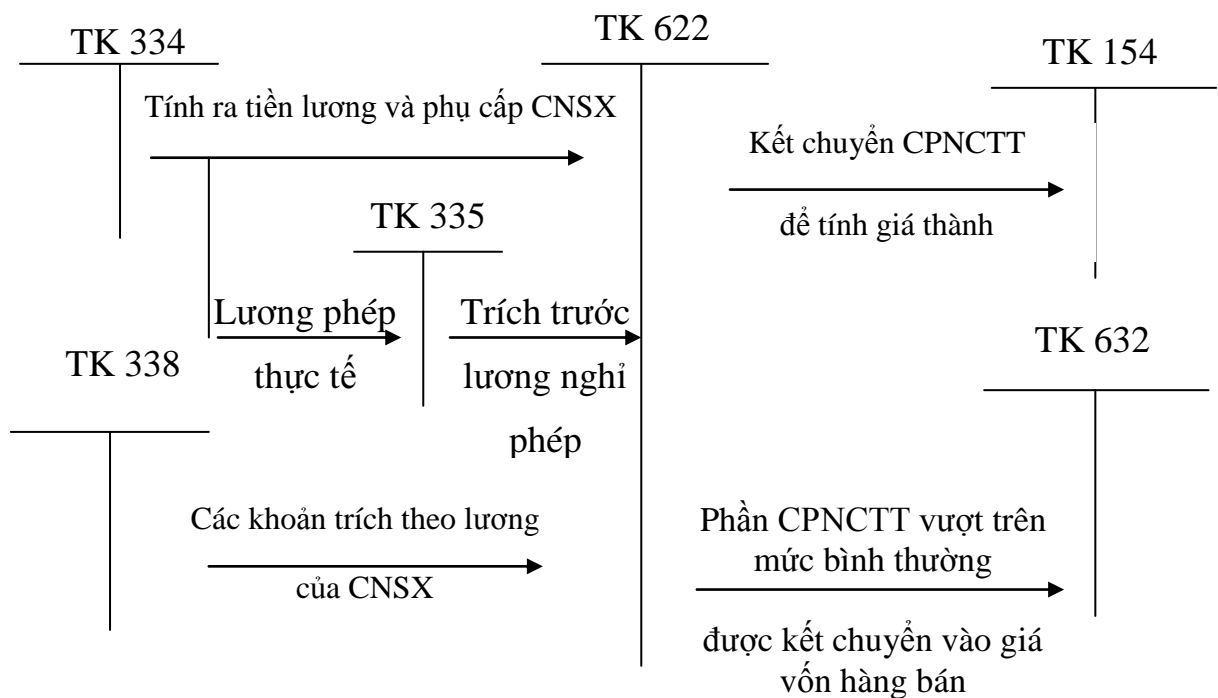 TK 334
TK 622
TK 154
Tính ra tiền lương và phụ cấp CNSX
Kết chuyển CPNCTT
để tính giá thành
TK 335
Lương phép
thực tế
Trích trước
lương nghỉ
phép
TK 338
TK 632
Các khoản trích theo lương
của CNSX
Phần CPNCTT vượt trên
mức bình thường
được kết chuyển vào giá
vốn hàng bán